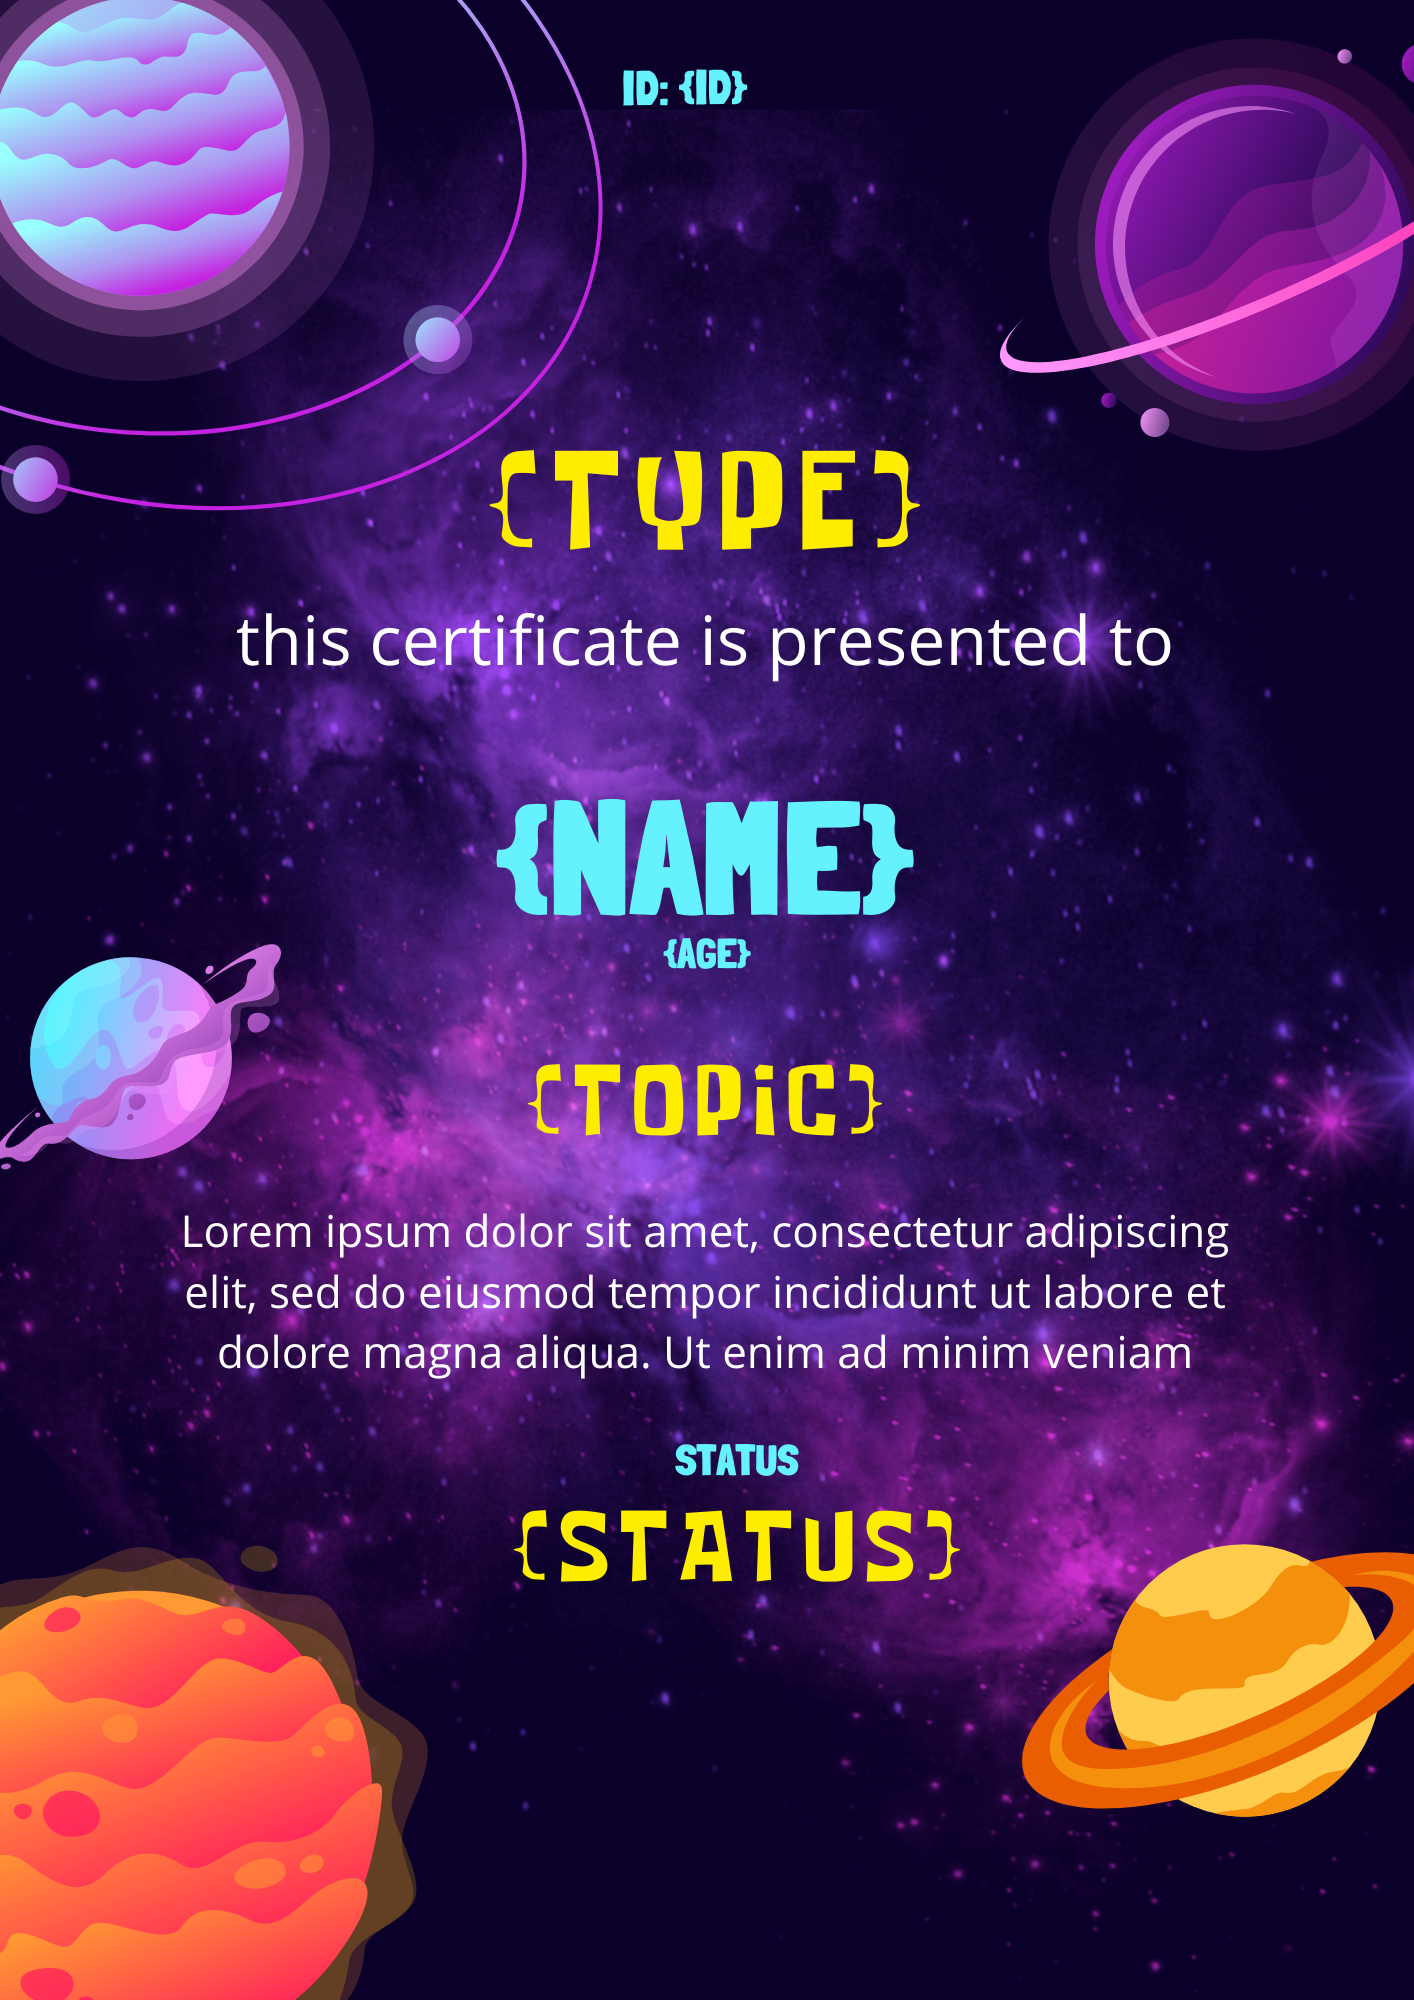 ID: {ID}
{TYPE}
this certificate is presented to
{NAME}
{AGE}
{TOPIC}
Lorem ipsum dolor sit amet, consectetur adipiscing
elit, sed do eiusmod tempor incididunt ut labore et
dolore magna aliqua. Ut enim ad minim veniam
STATUS
{STATUS}